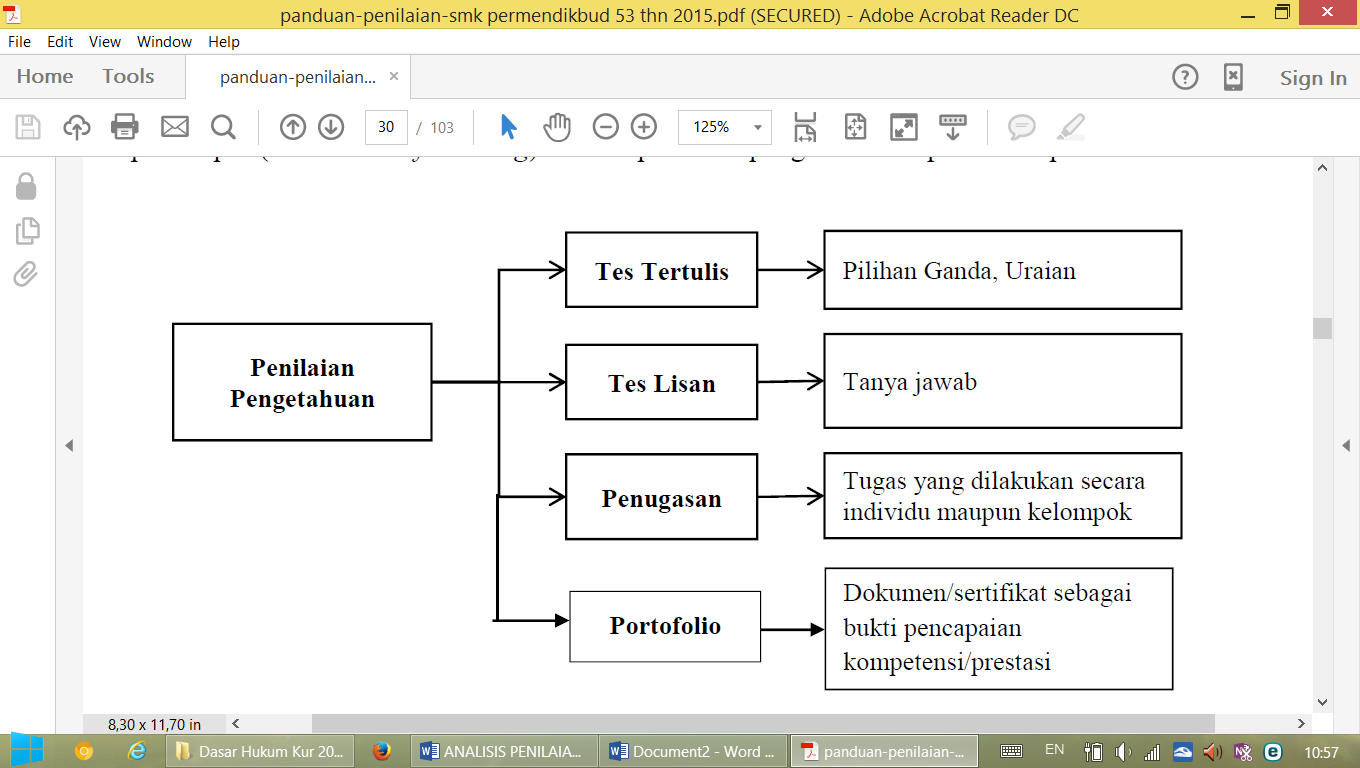 panduan-penilaian-smk permendikbud 53 thn 2015.pdf (SECURED) - Adobe Acrobat Reader DC
File Edit View Window Help
Home Tools panduan-penilaian... × Sign In
30 / 103 125%
Tes Tertulis
Pilihan Ganda, Uraian
Penilaian
Pengetahuan
Tes Lisan
Tanya jawab
Penugasan
Tugas yang dilakukan secara
individu maupun kelompok
Portofolio
Dokumen/sertifikat sebagai
bukti pencapaian
kompetensi/prestasi
8,30 x 11,70 in
Dasar Hukum Kur 20... ANALISIS PENILAIA... Document2 - Word ... panduan-penilaian-... EN 10:57